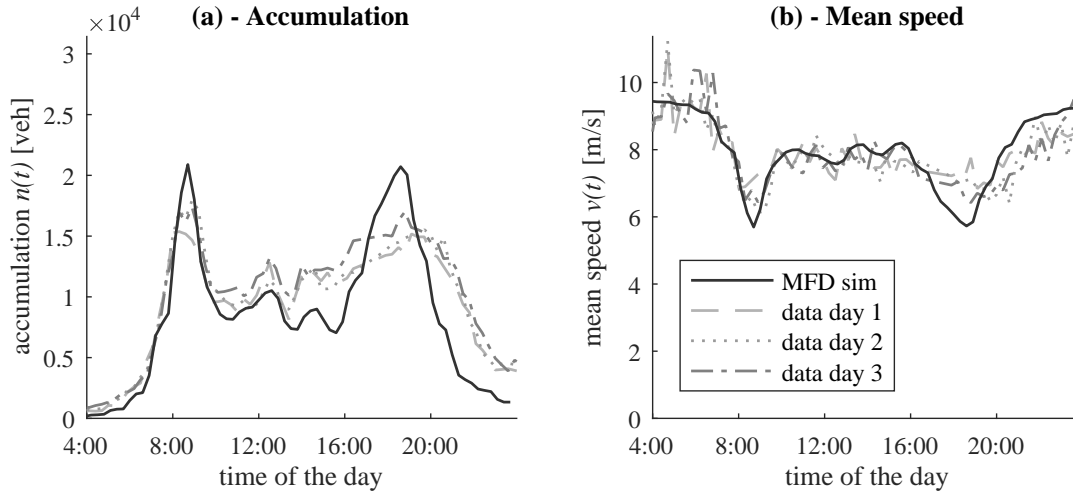 (a) - Accumulation
×10⁴
3
2.5
2
1.5
1
0.5
0
accumulation n(t) [veh]
4:00 8:00 12:00 16:00 20:00
time of the day
(b) - Mean speed
10
8
6
4
2
0
mean speed v(t) [m/s]
MFD sim
data day 1
data day 2
data day 3
4:00 8:00 12:00 16:00 20:00
time of the day